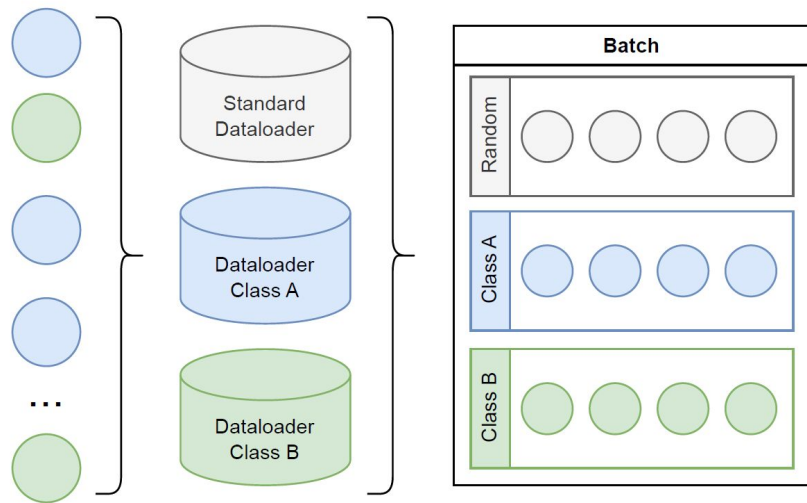 ...
Standard
Dataloader
Dataloader
Class A
Dataloader
Class B
Batch
Random
Class A
Class B